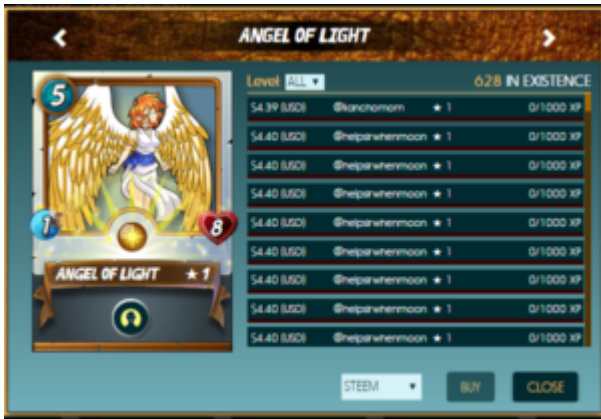 ANGEL OF LIGHT
5
1
8
ANGEL OF LIGHT ★ 1
Level ALL
628 IN EXISTENCE
$4.39 (USD) ★ 1 0/1000 XP
$4.40 (USD) @helpsirwhenmoon ★ 1 0/1000 XP
$4.40 (USD) @helpsirwhenmoon ★ 1 0/1000 XP
$4.40 (USD) @helpsirwhenmoon ★ 1 0/1000 XP
$4.40 (USD) @helpsirwhenmoon ★ 1 0/1000 XP
$4.40 (USD) @helpsirwhenmoon ★ 1 0/1000 XP
$4.40 (USD) @helpsirwhenmoon ★ 1 0/1000 XP
$4.40 (USD) @helpsirwhenmoon ★ 1 0/1000 XP
$4.40 (USD) @helpsirwhenmoon ★ 1 0/1000 XP
STEEM
BUY
CLOSE